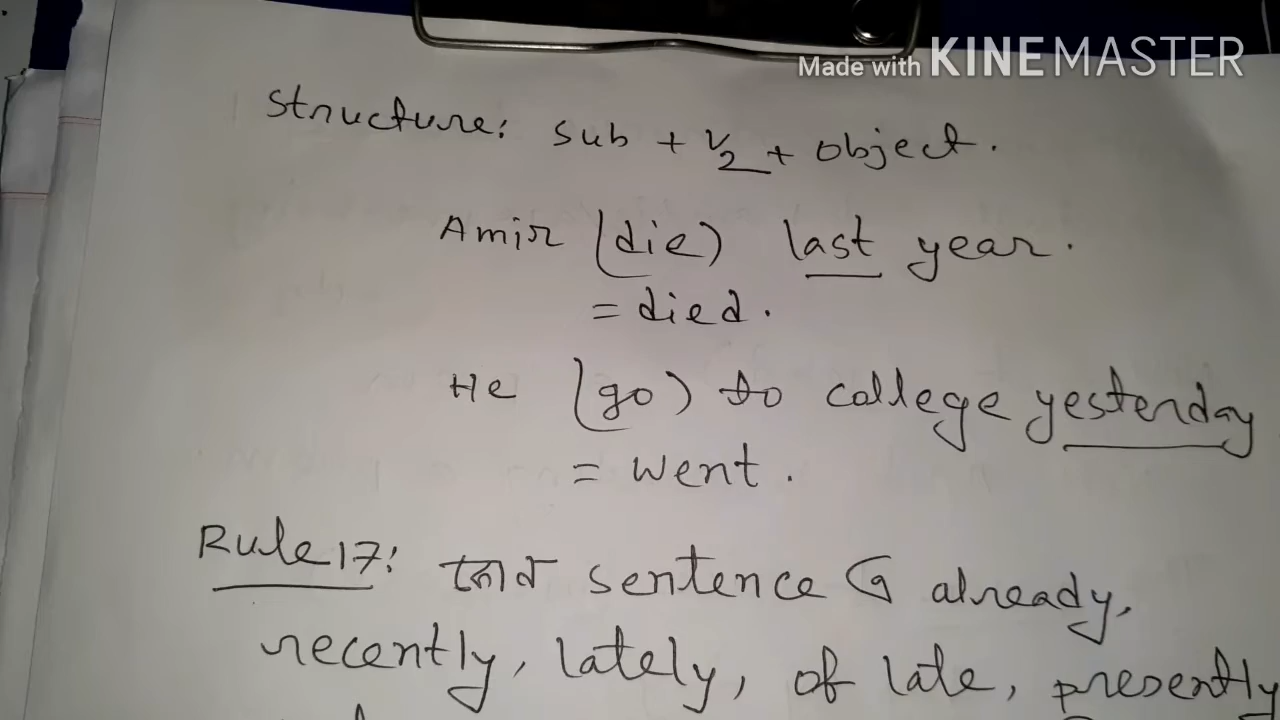 Made with KINEMASTER
Structure: sub + V2 + object.
Amir (die) last year.
= died.
He (go) to college yesterday
= went.
Rule 17: কোন sentence এ already,
recently, lately, of late, presently